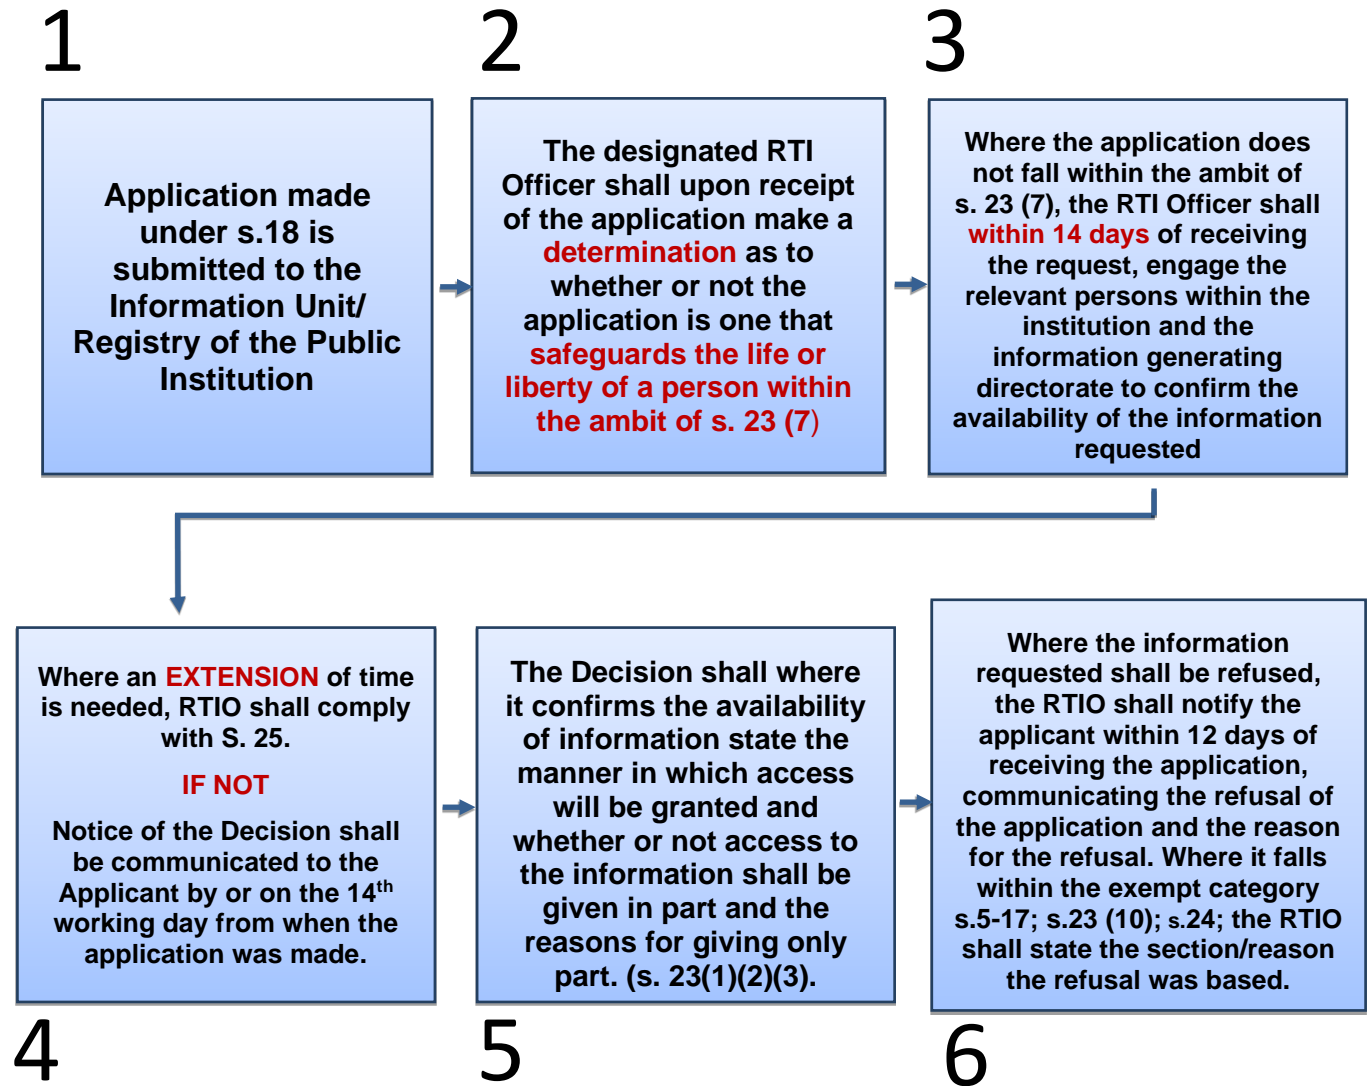 1
Application made
under s.18 is
submitted to the
Information Unit/
Registry of the Public
Institution
2
The designated RTI
Officer shall upon receipt
of the application make a
determination as to
whether or not the
application is one that
safeguards the life or
liberty of a person within
the ambit of s. 23 (7)
3
Where the application does
not fall within the ambit of
s. 23 (7), the RTI Officer shall
within 14 days of receiving
the request, engage the
relevant persons within the
institution and the
information generating
directorate to confirm the
availability of the information
requested
Where an EXTENSION of time
is needed, RTIO shall comply
with S. 25.
IF NOT
Notice of the Decision shall
be communicated to the
Applicant by or on the 14th
working day from when the
application was made.
4
The Decision shall where
it confirms the availability
of information state the
manner in which access
will be granted and
whether or not access to
the information shall be
given in part and the
reasons for giving only
part. (s. 23(1)(2)(3).
5
Where the information
requested shall be refused,
the RTIO shall notify the
applicant within 12 days of
receiving the application,
communicating the refusal of
the application and the reason
for the refusal. Where it falls
within the exempt category
s.5-17; s.23 (10); s.24; the RTIO
shall state the section/reason
the refusal was based.
6